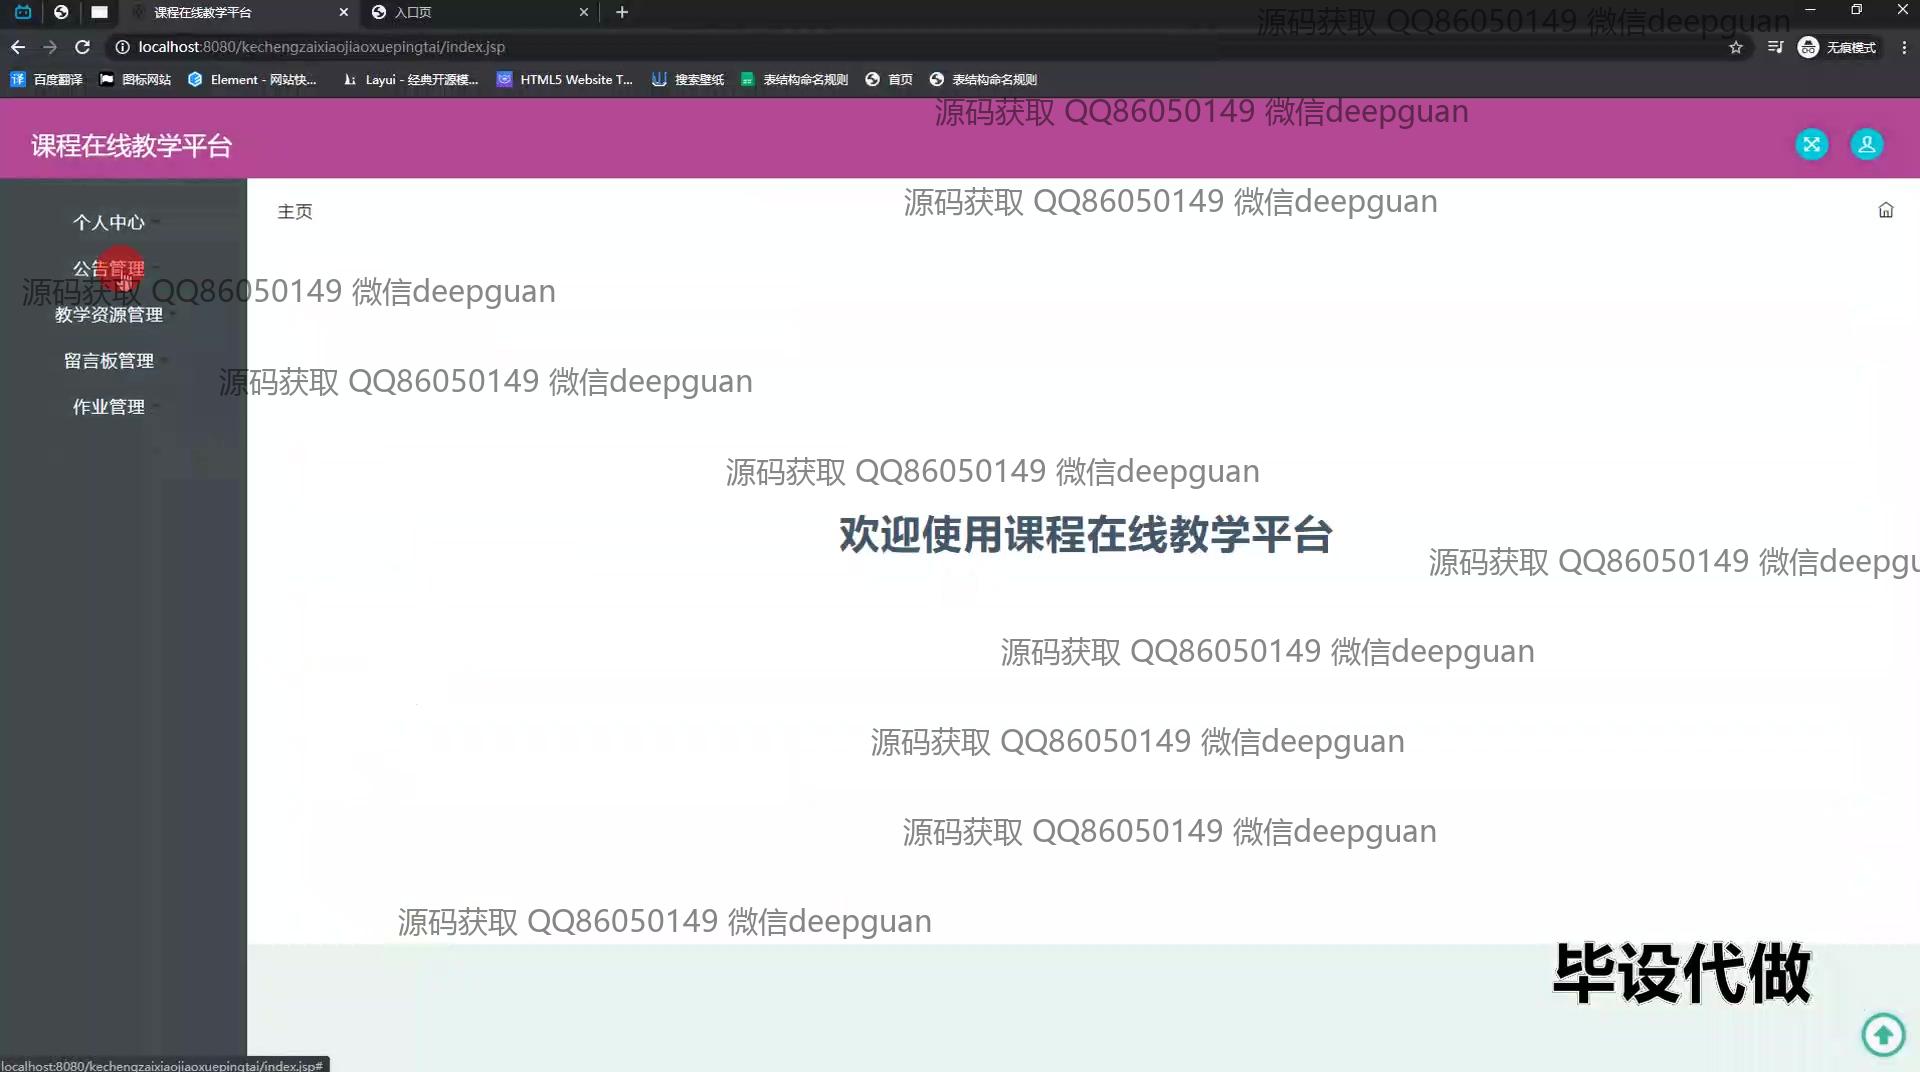 课程在线教学平台
入口页
源码获取 QQ86050149 微信deepguan
localhost:8080/kechengzaixiaojiaoxuepingtai/index.jsp
无痕模式
百度翻译
图标网站
Element - 网站快...
Layui - 经典开源模...
HTML5 Website T...
搜索壁纸
表结构命名规则
首页
表结构命名规则
源码获取 QQ86050149 微信deepguan
课程在线教学平台
源码获取 QQ86050149 微信deepguan
个人中心
主页
公告管理
源码获取 QQ86050149 微信deepguan
教学资源管理
留言板管理
源码获取 QQ86050149 微信deepguan
作业管理
源码获取 QQ86050149 微信deepguan
欢迎使用课程在线教学平台
源码获取 QQ86050149 微信deepgu
源码获取 QQ86050149 微信deepguan
源码获取 QQ86050149 微信deepguan
源码获取 QQ86050149 微信deepguan
源码获取 QQ86050149 微信deepguan
毕设代做
localhost:8080/kechengzaixiaojiaoxuepingtai/index.jsp#